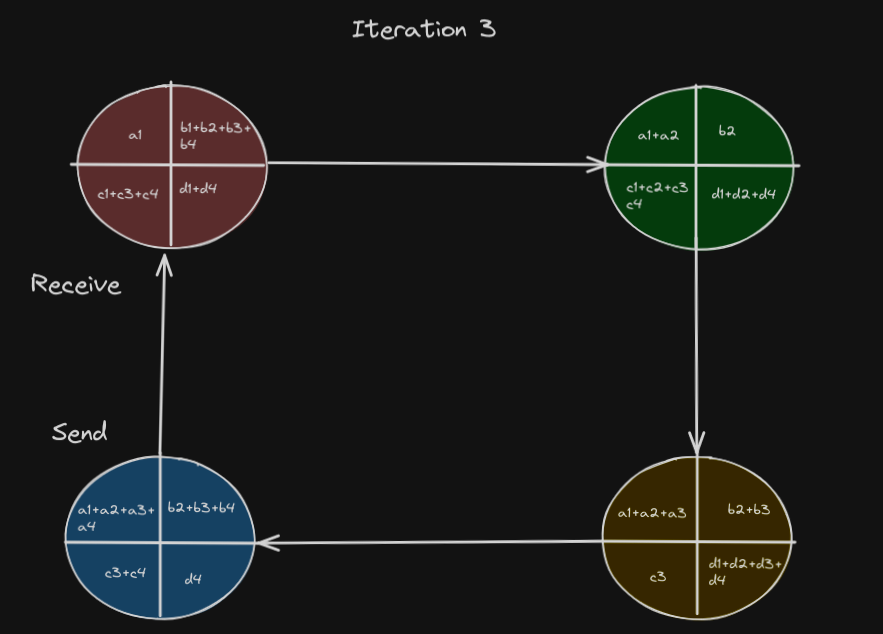 Iteration 3
a1
b1+b2+b3+
b4
c1+c3+c4
d1+d4
a1+a2
b2
c1+c2+c3
c4
d1+d2+d4
Receive
Send
a1+a2+a3+
a4
b2+b3+b4
c3+c4
d4
a1+a2+a3
b2+b3
c3
d1+d2+d3+
d4